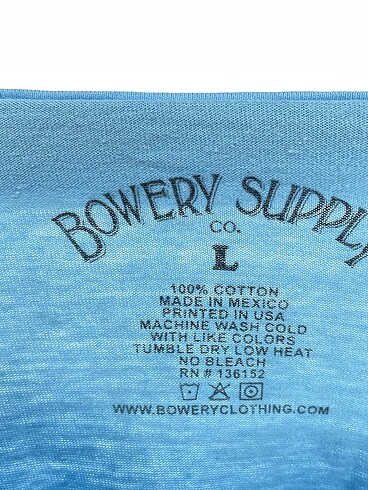 BOWERY SUPPLY
CO.
L
100% COTTON
MADE IN MEXICO
PRINTED IN USA
MACHINE WASH COLD
WITH LIKE COLORS
TUMBLE DRY LOW HEAT
NO BLEACH
RN # 136152
WWW.BOWERYCLOTHING.COM